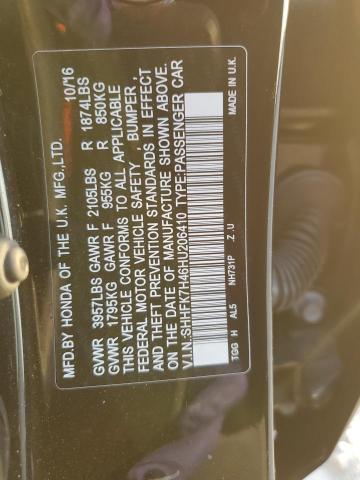 MFD.BY HONDA OF THE U.K. MFG.,LTD. 10/16
GVWR 3957LBS GAWR F 2105LBS R 1874LBS
GVWR 1795KG GAWR F 955KG R 850KG
THIS VEHICLE CONFORMS TO ALL APPLICABLE
FEDERAL MOTOR VEHICLE SAFETY , BUMPER ,
AND THEFT PREVENTION STANDARDS IN EFFECT
ON THE DATE OF MANUFACTURE SHOWN ABOVE.
V.I.N.:SHHFK7H46HU206410 TYPE:PASSENGER CAR
NH731P .Z .U MADE IN U.K.
TGG H AL5